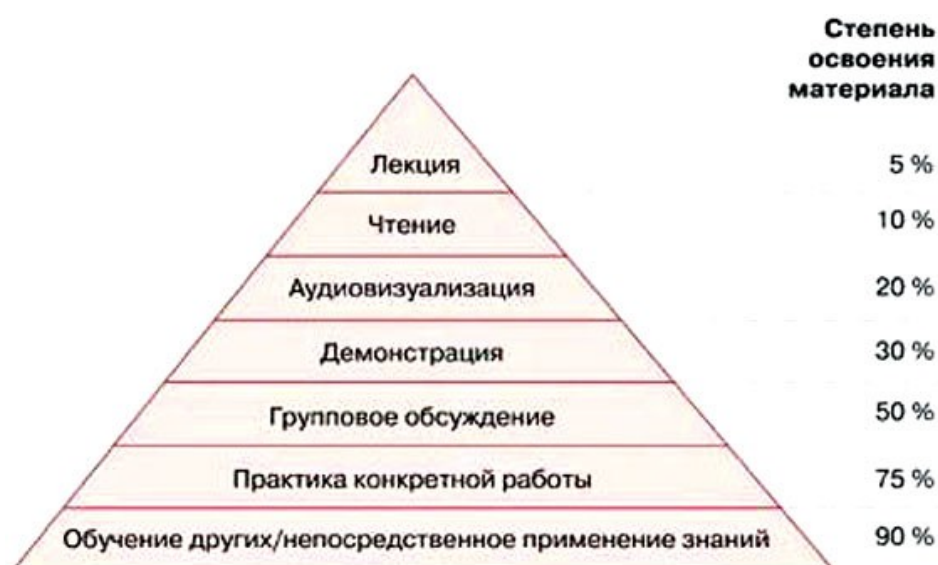 Степень
освоения
материала
Лекция 5 %
Чтение 10 %
Аудиовизуализация 20 %
Демонстрация 30 %
Групповое обсуждение 50 %
Практика конкретной работы 75 %
Обучение других/непосредственное применение знаний 90 %